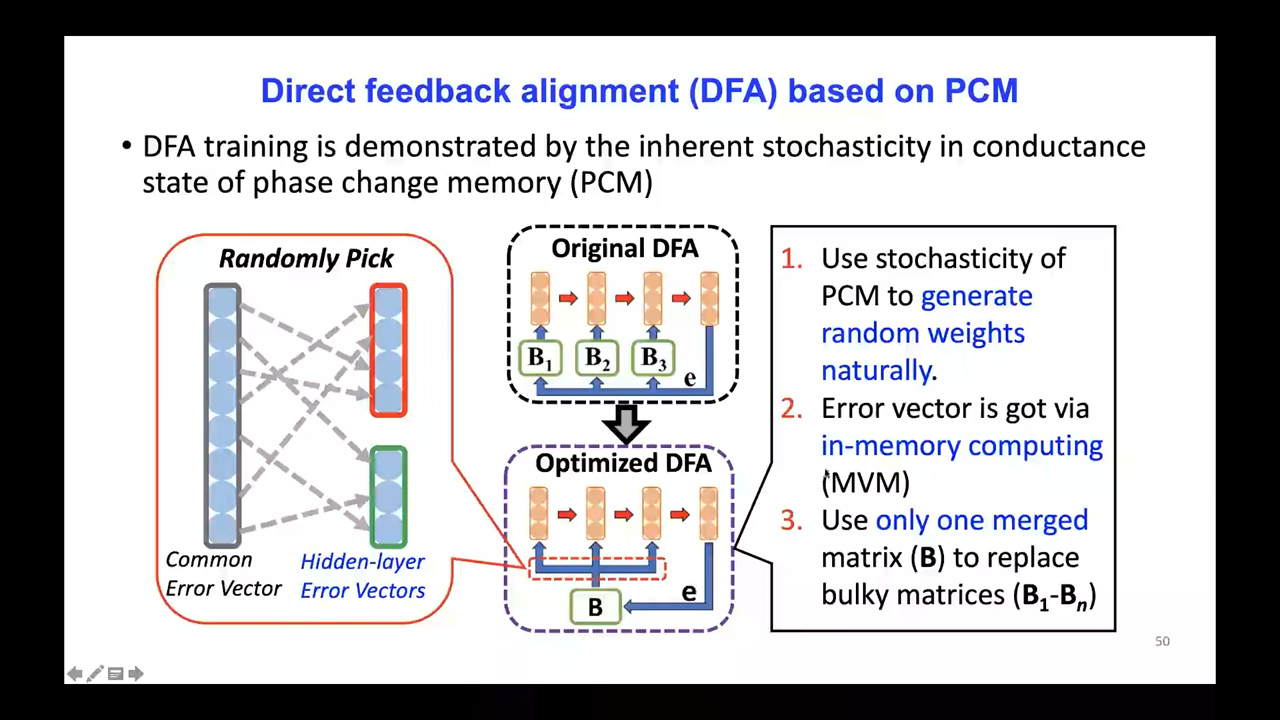 Direct feedback alignment (DFA) based on PCM
• DFA training is demonstrated by the inherent stochasticity in conductance
state of phase change memory (PCM)
Randomly Pick
Common
Error Vector
Hidden-layer
Error Vectors
Original DFA
B1
B2
B3
e
Optimized DFA
B
e
1. Use stochasticity of
PCM to generate
random weights
naturally.
2. Error vector is got via
in-memory computing
(MVM)
3. Use only one merged
matrix (B) to replace
bulky matrices (B1-Bn)
50